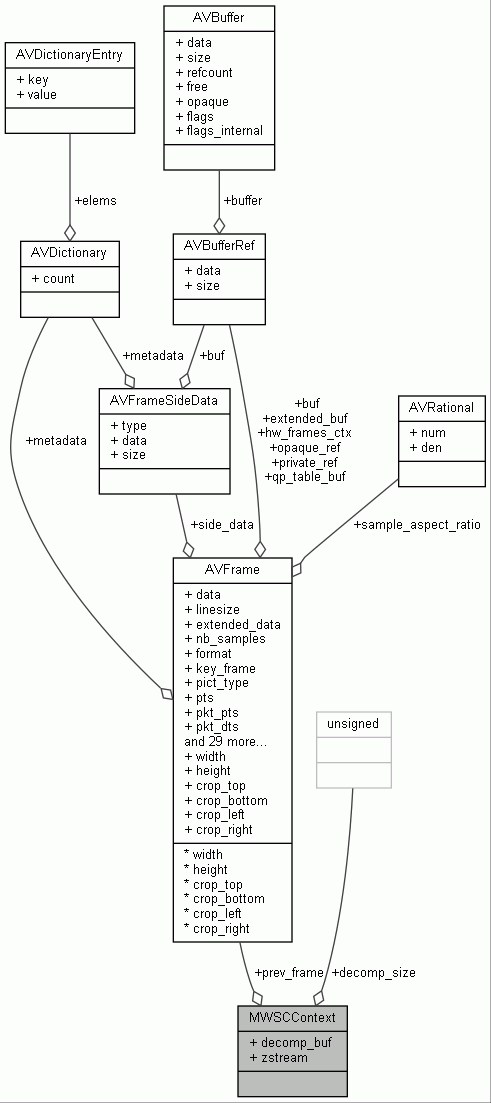 AVBuffer
+ data
+ size
+ refcount
+ free
+ opaque
+ flags
+ flags_internal
AVDictionaryEntry
+ key
+ value
+elems
+buffer
AVDictionary
+ count
AVBufferRef
+ data
+ size
+metadata
+buf
AVFrameSideData
+ type
+ data
+ size
+buf
+extended_buf
+hw_frames_ctx
+opaque_ref
+private_ref
+qp_table_buf
AVRational
+ num
+ den
+metadata
+side_data
+sample_aspect_ratio
AVFrame
+ data
+ linesize
+ extended_data
+ nb_samples
+ format
+ key_frame
+ pict_type
+ pts
+ pkt_pts
+ pkt_dts
and 29 more...
+ width
+ height
+ crop_top
+ crop_bottom
+ crop_left
+ crop_right
* width
* height
* crop_top
* crop_bottom
* crop_left
* crop_right
unsigned
+prev_frame
+decomp_size
MWSCContext
+ decomp_buf
+ zstream